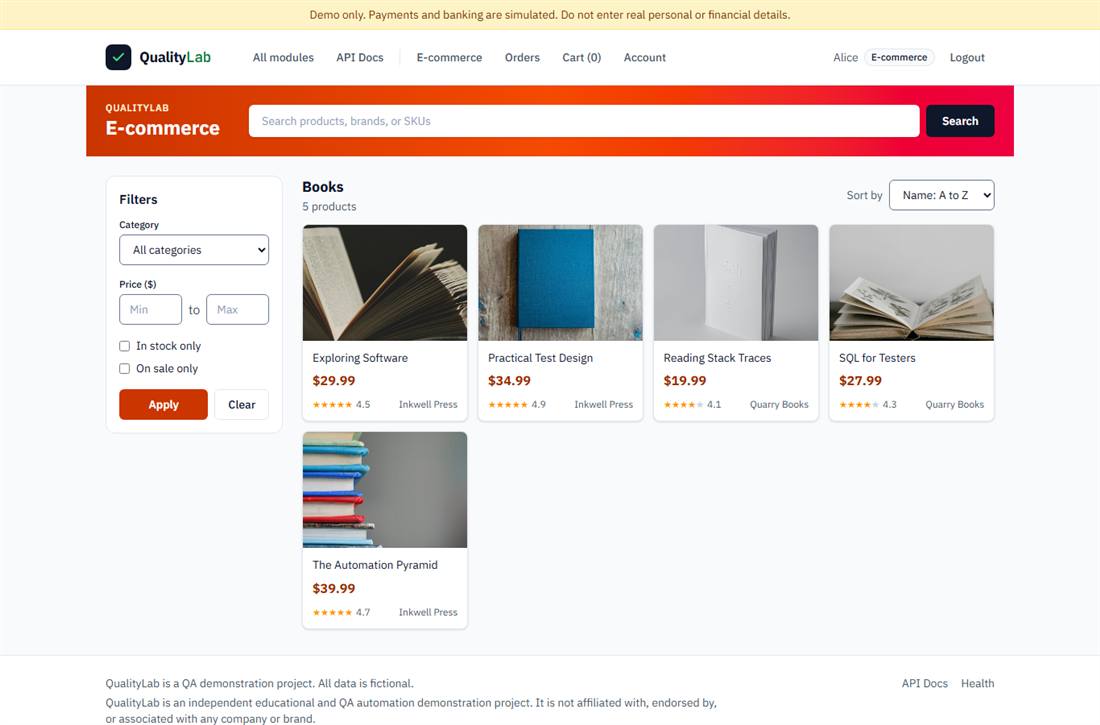 Demo only. Payments and banking are simulated. Do not enter real personal or financial details.
QualityLab All modules API Docs E-commerce Orders Cart (0) Account Alice E-commerce Logout
QUALITYLAB
E-commerce
Search products, brands, or SKUs
Search
Filters
Category
All categories
Price ($)
Min to Max
In stock only
On sale only
Apply Clear
Books
5 products
Sort by Name: A to Z
Exploring Software
$29.99
★★★★★ 4.5 Inkwell Press
Practical Test Design
$34.99
★★★★★ 4.9 Inkwell Press
Reading Stack Traces
$19.99
★★★★★ 4.1 Quarry Books
SQL for Testers
$27.99
★★★★★ 4.3 Quarry Books
The Automation Pyramid
$39.99
★★★★★ 4.7 Inkwell Press
QualityLab is a QA demonstration project. All data is fictional.
QualityLab is an independent educational and QA automation demonstration project. It is not affiliated with, endorsed by,
or associated with any company or brand.
API Docs Health